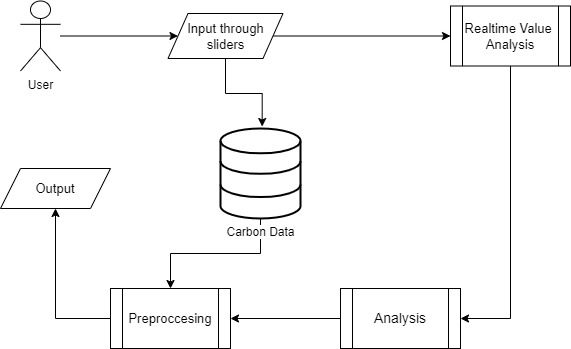 Input through
sliders
Realtime Value
Analysis
User
Output
Carbon Data
Preproccesing
Analysis